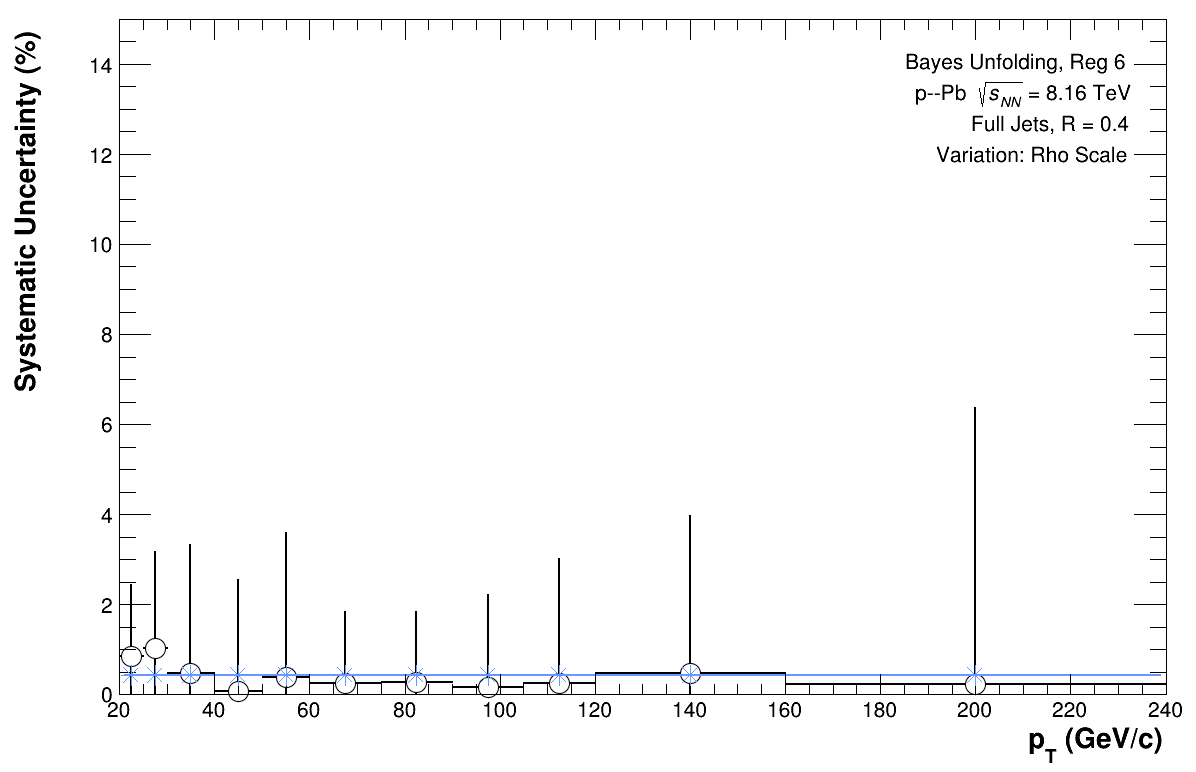 Systematic Uncertainty (%)
14
12
10
8
6
4
2
0
Bayes Unfolding, Reg 6
p--Pb √sNN = 8.16 TeV
Full Jets, R = 0.4
Variation: Rho Scale
20 40 60 80 100 120 140 160 180 200 220 240
pT (GeV/c)